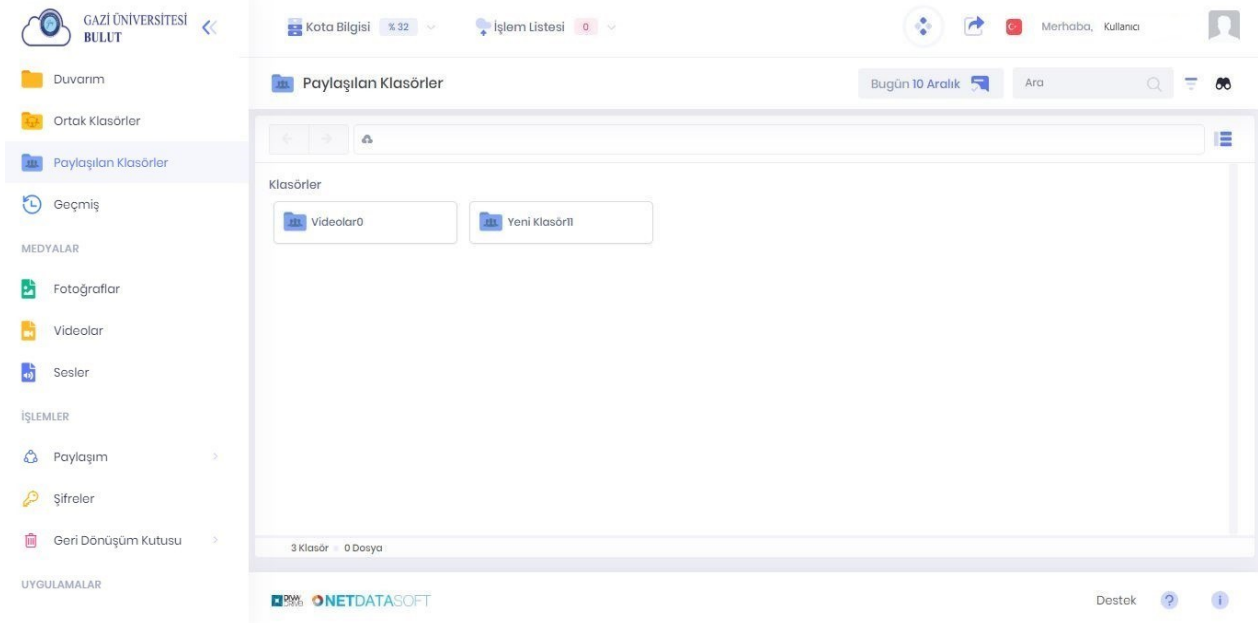 GAZİ ÜNİVERSİTESİ
BULUT
Kota Bilgisi % 32
İşlem Listesi 0
Merhaba, Kullanıcı
Duvarım
Ortak Klasörler
Paylaşılan Klasörler
Geçmiş
MEDYALAR
Fotoğraflar
Videolar
Sesler
İŞLEMLER
Paylaşım
Şifreler
Geri Dönüşüm Kutusu
UYGULAMALAR
Paylaşılan Klasörler
Bugün 10 Aralık
Ara
Klasörler
Videolar0
Yeni Klasör11
3 Klasör 0 Dosya
NETDATASOFT
Destek